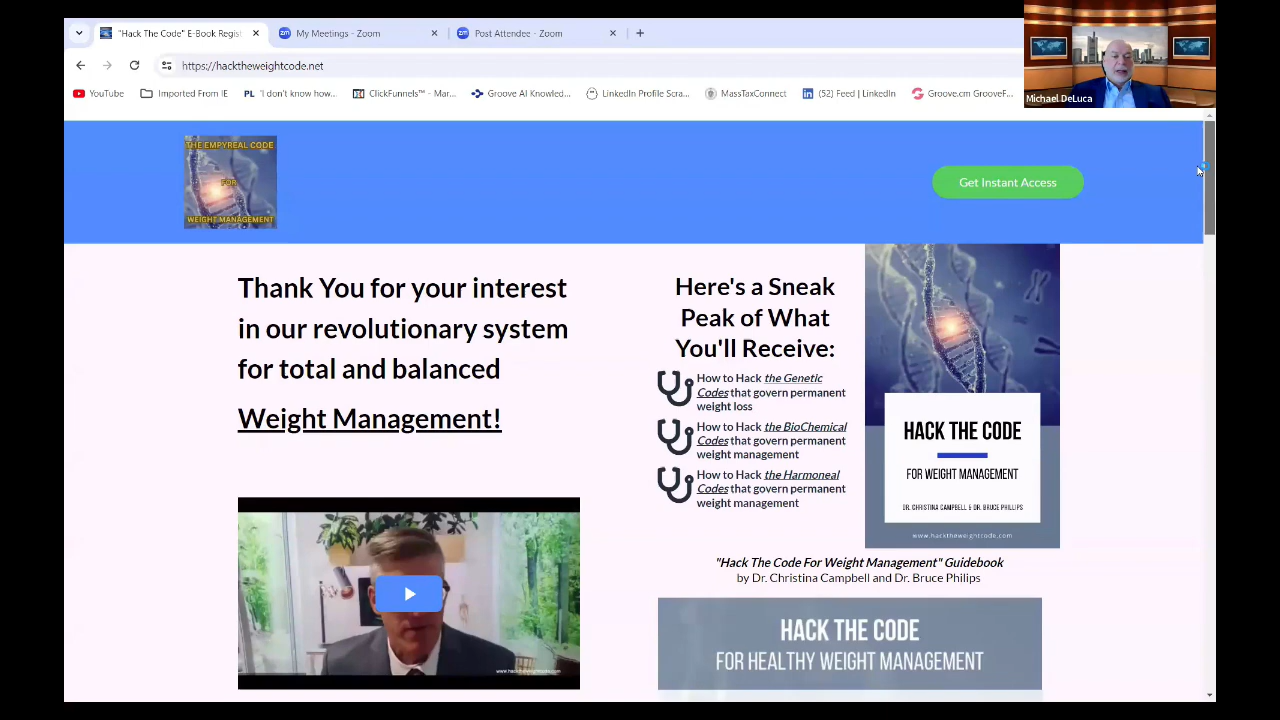 "Hack The Code" E-Book Regist
My Meetings - Zoom
Post Attendee - Zoom
https://hacktheweightcode.net
YouTube
Imported From IE
PL 'I don't know how...
ClickFunnels™ - Mar...
Groove AI Knowled...
LinkedIn Profile Scra...
MassTaxConnect
(52) Feed | LinkedIn
Groove.cm GrooveF...
Michael DeLuca
THE EMPYREAL CODE
FOR
WEIGHT MANAGEMENT
Get Instant Access
Thank You for your interest
in our revolutionary system
for total and balanced
Weight Management!
www.hacktheweightcode.com
Here's a Sneak
Peak of What
You'll Receive:
How to Hack the Genetic
Codes that govern permanent
weight loss
How to Hack the BioChemical
Codes that govern permanent
weight management
How to Hack the Harmoneal
Codes that govern permanent
weight management
HACK THE CODE
FOR WEIGHT MANAGEMENT
DR. CHRISTINA CAMPBELL & DR. BRUCE PHILLIPS
www.hacktheweightcode.com
"Hack The Code For Weight Management" Guidebook
by Dr. Christina Campbell and Dr. Bruce Philips
HACK THE CODE
FOR HEALTHY WEIGHT MANAGEMENT